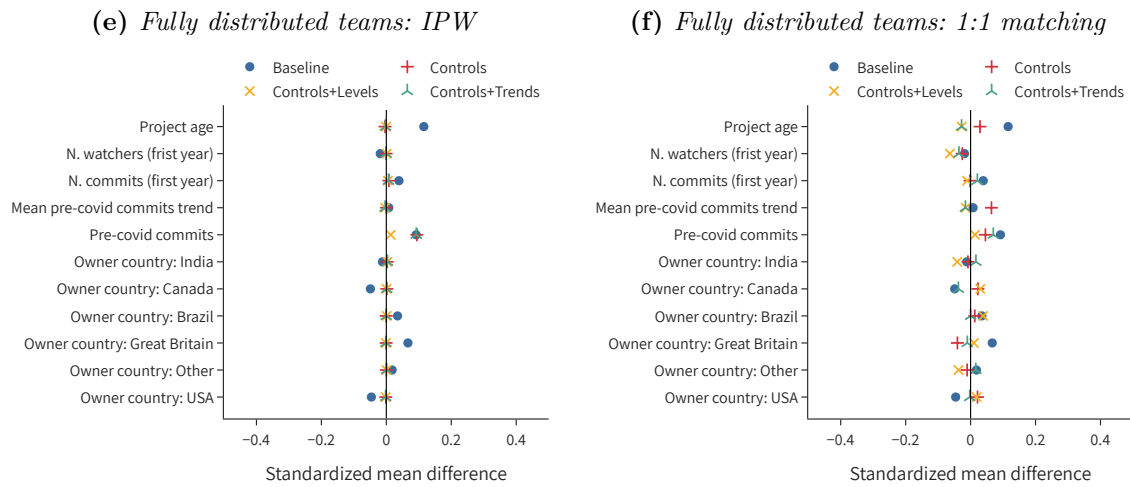 (e) Fully distributed teams: IPW
Baseline
Controls
Controls+Levels
Controls+Trends
Project age
N. watchers (frist year)
N. commits (first year)
Mean pre-covid commits trend
Pre-covid commits
Owner country: India
Owner country: Canada
Owner country: Brazil
Owner country: Great Britain
Owner country: Other
Owner country: USA
−0.4 −0.2 0 0.2 0.4
Standardized mean difference
(f) Fully distributed teams: 1:1 matching
Baseline
Controls
Controls+Levels
Controls+Trends
Project age
N. watchers (frist year)
N. commits (first year)
Mean pre-covid commits trend
Pre-covid commits
Owner country: India
Owner country: Canada
Owner country: Brazil
Owner country: Great Britain
Owner country: Other
Owner country: USA
−0.4 −0.2 0 0.2 0.4
Standardized mean difference